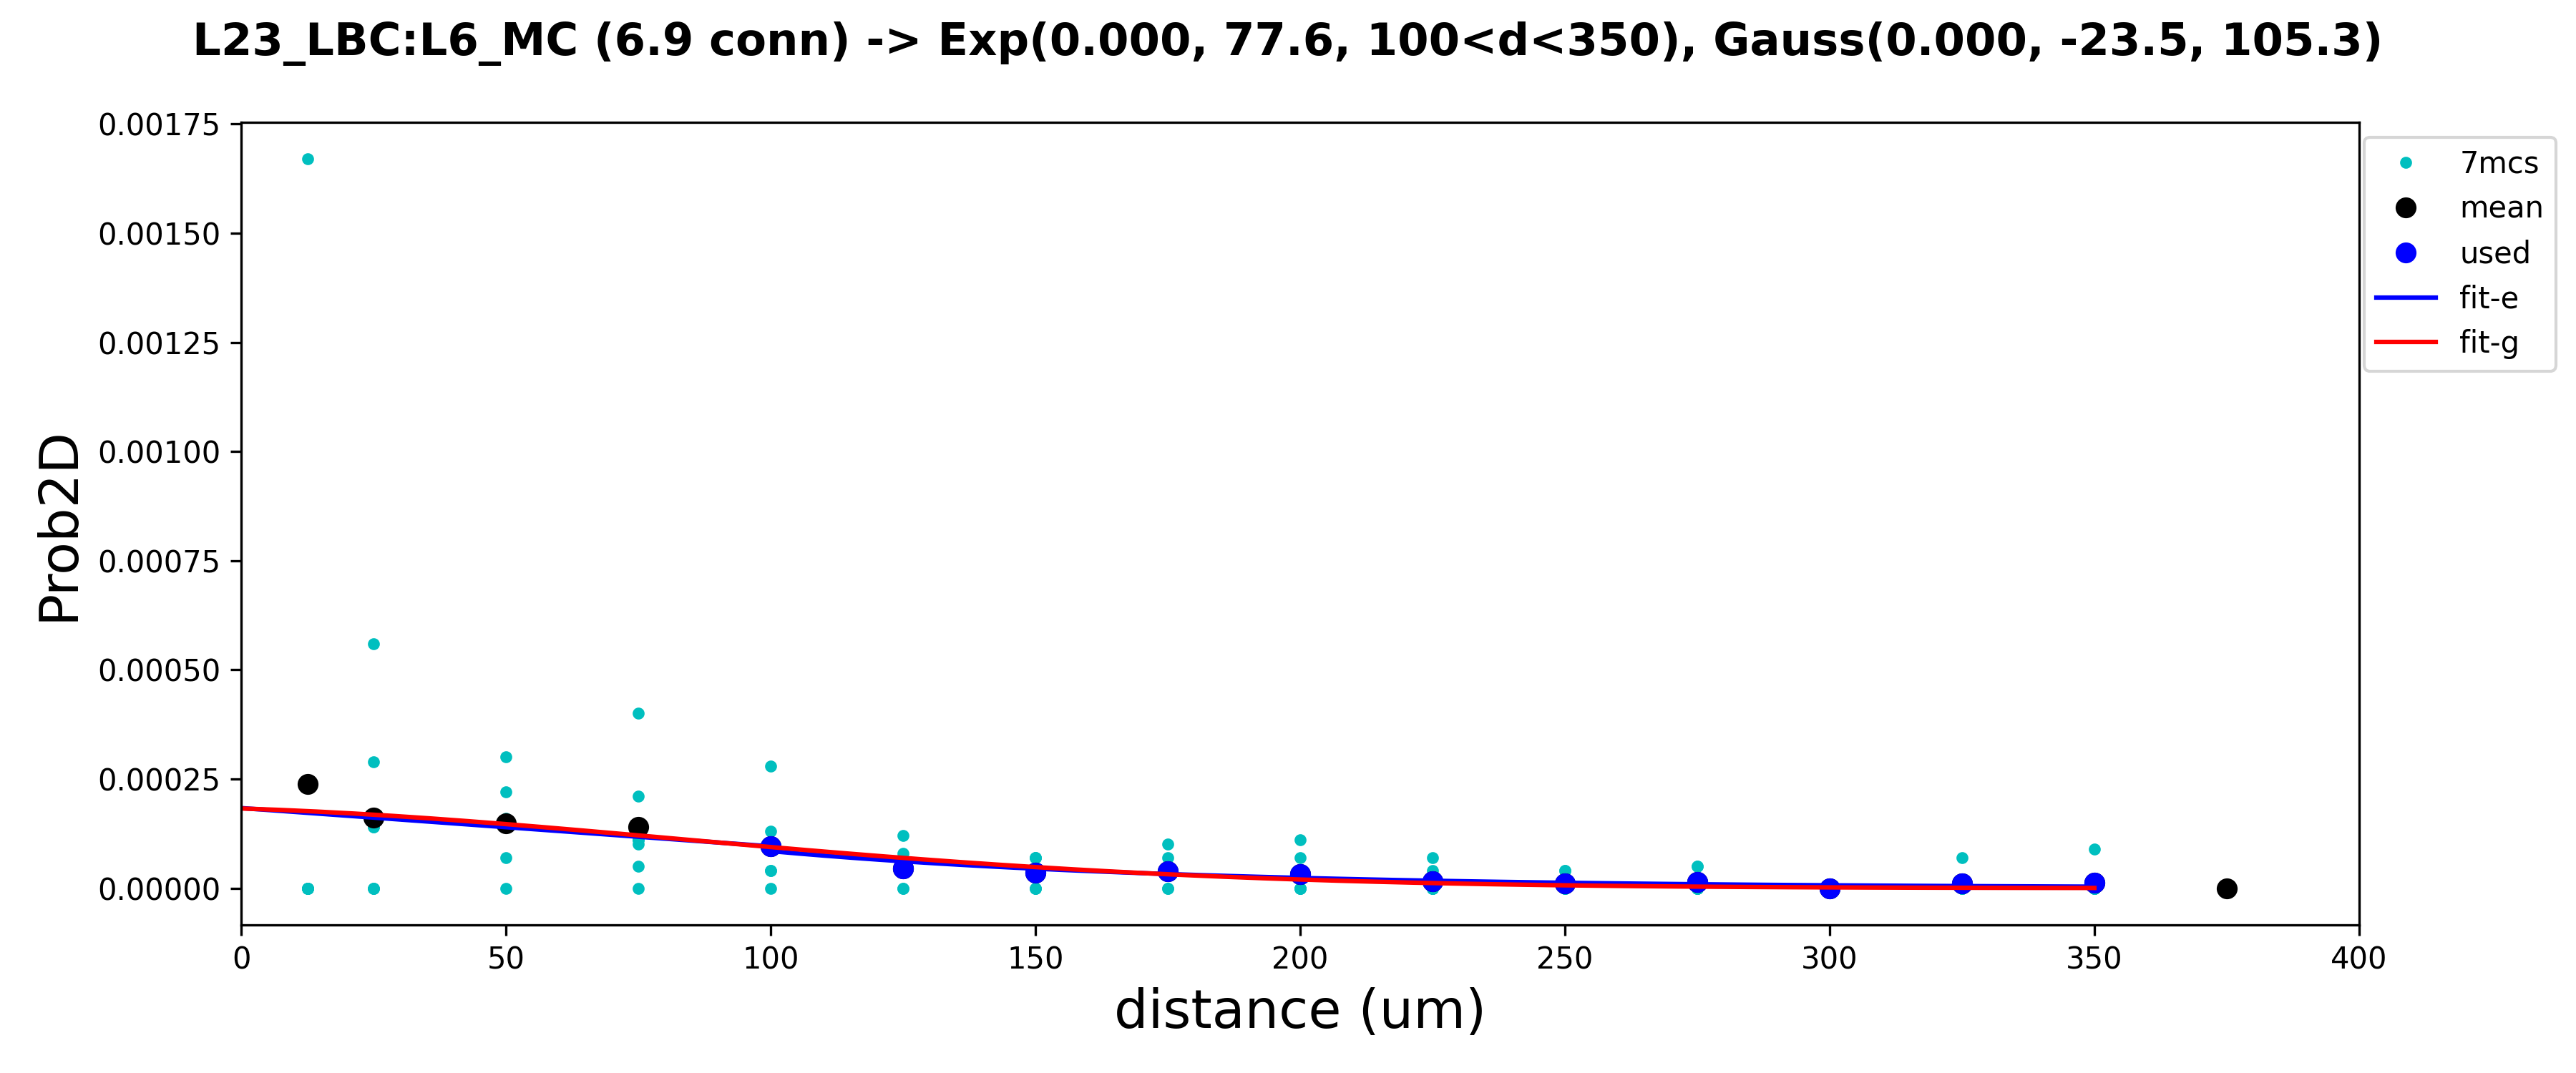 L23_LBC:L6_MC (6.9 conn) -> Exp(0.000, 77.6, 100<d<350), Gauss(0.000, -23.5, 105.3)
0.00175
0.00150
0.00125
0.00100
0.00075
0.00050
0.00025
0.00000
Prob2D
7mcs
mean
used
fit-e
fit-g
0 50 100 150 200 250 300 350 400
distance (um)